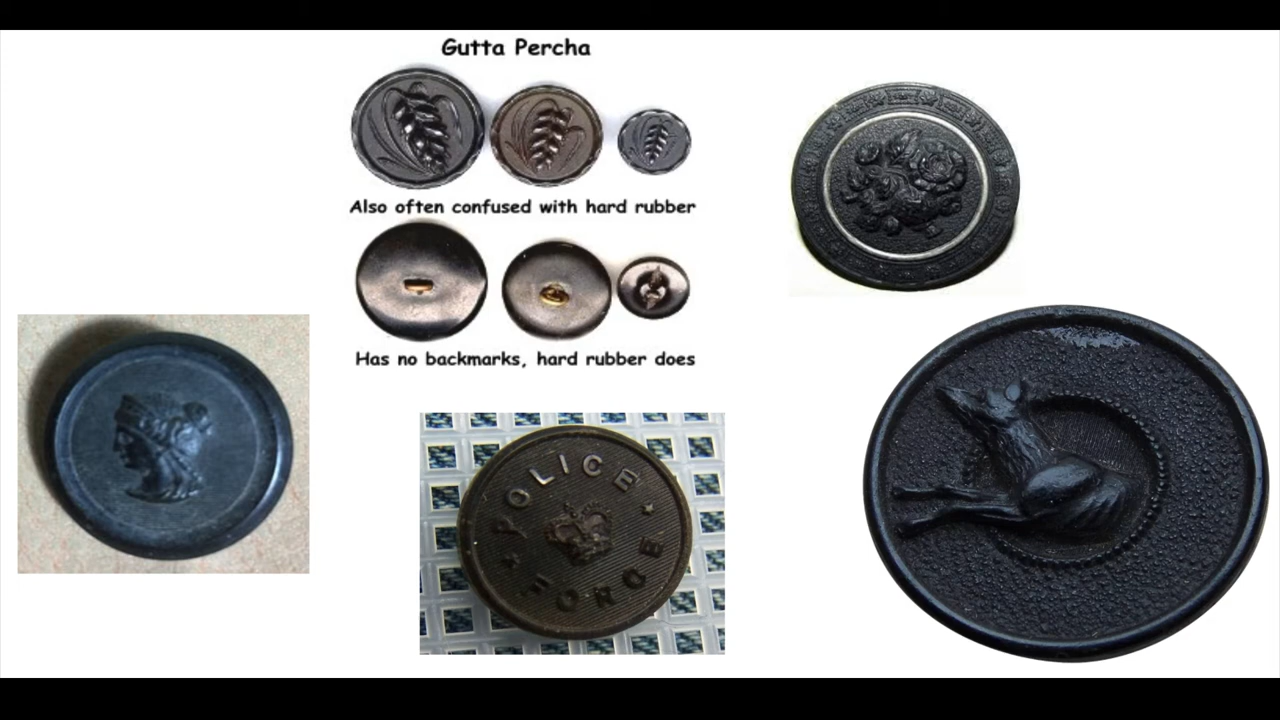 Gutta Percha
Also often confused with hard rubber
Has no backmarks, hard rubber does
POLICE
FORCE